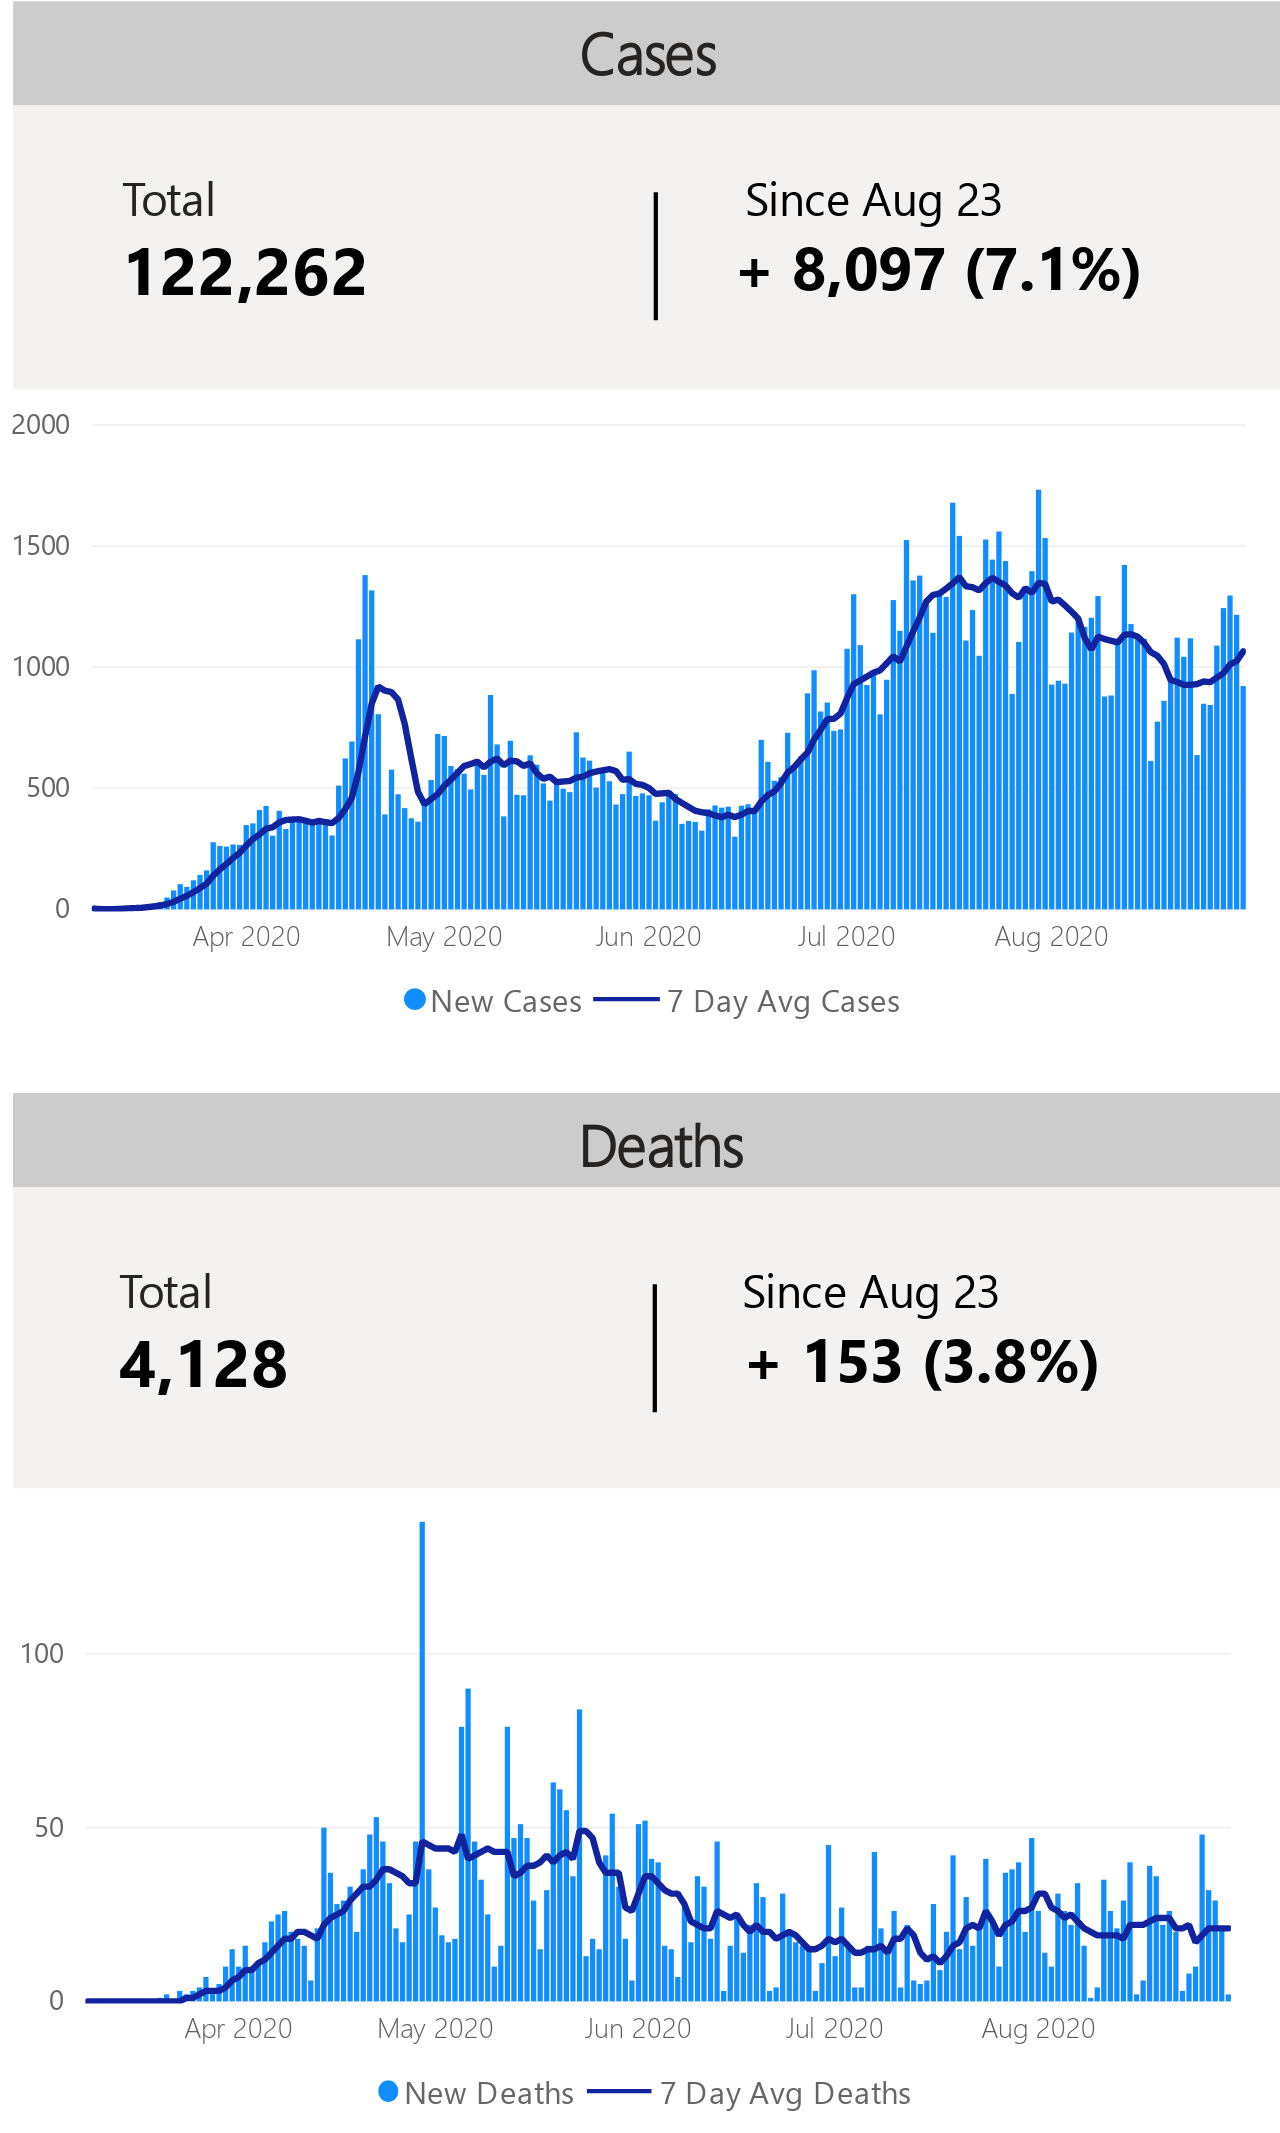 Cases
Total
Since Aug 23
122,262
+ 8,097 (7.1%)
2000
1500
1000
500
0
Apr 2020
May 2020
Jun 2020
Jul 2020
Aug 2020
New Cases
7 Day Avg Cases
Deaths
Total
Since Aug 23
4,128
+ 153 (3.8%)
100
50
0
Apr 2020
May 2020
Jun 2020
Jul 2020
Aug 2020
New Deaths
7 Day Avg Deaths